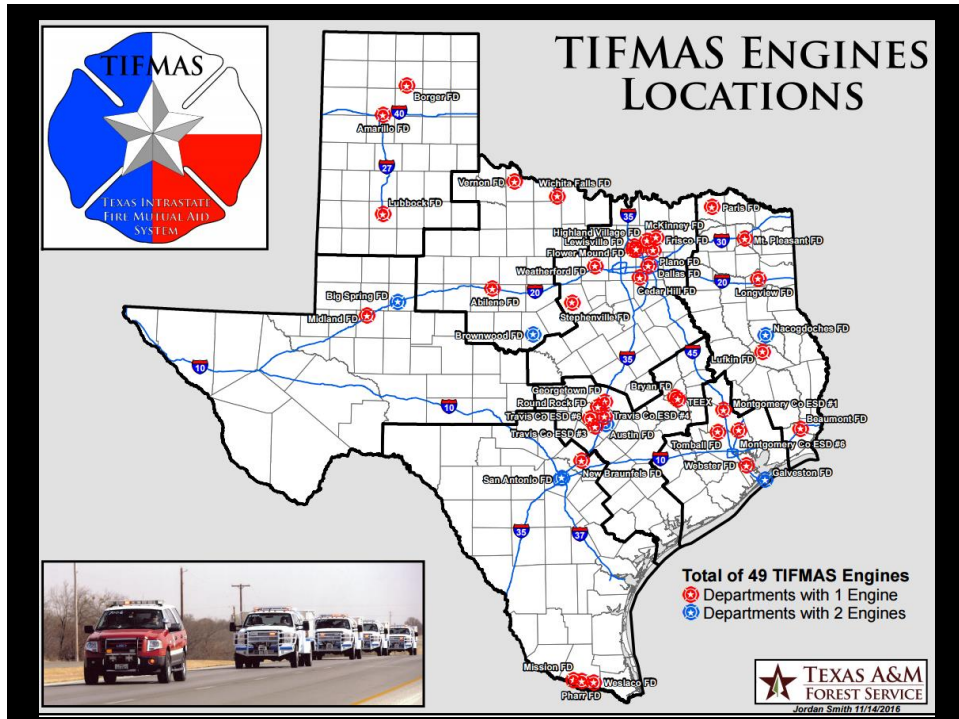 TIFMAS
TEXAS INTRASTATE
FIRE MUTUAL AID
SYSTEM
TIFMAS ENGINES
LOCATIONS
Borger FD
40
Amarillo FD
27
Lubbock FD
Vernon FD
Wichita Falls FD
35
Paris FD
McKinney FD
Highland Village FD
Lewisville FD
Frisco FD
30
Mt. Pleasant FD
Flower Mound FD
Plano FD
Weatherford FD
Dallas FD
20
Cedar Hill FD
Longview FD
Big Spring FD
Abilene FD
20
Midland FD
Stephenville FD
Brownwood FD
Nacogdoches FD
Lufkin FD
10
35
45
Georgetown FD
Bryan FD
TEEX
Round Rock FD
10
Montgomery Co ESD #1
Travis Co ESD #6
Travis Co ESD #4
Beaumont FD
Travis Co ESD #3
Austin FD
Tomball FD
Montgomery Co ESD #6
10
Webster FD
New Braunfels FD
San Antonio FD
Galveston FD
35
37
Total of 49 TIFMAS Engines
Departments with 1 Engine
Departments with 2 Engines
Mission FD
Weslaco FD
Pharr FD
TEXAS A&M
FOREST SERVICE
Jordan Smith 11/14/2016